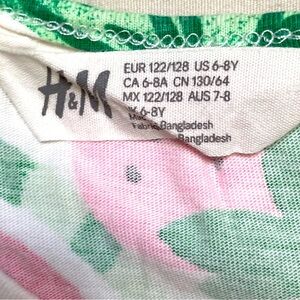 H&M
EUR 122/128 US 6-8Y
CA 6-8A CN 130/64
MX 122/128 AUS 7-8
6-8Y
Bangladesh
Bangladesh